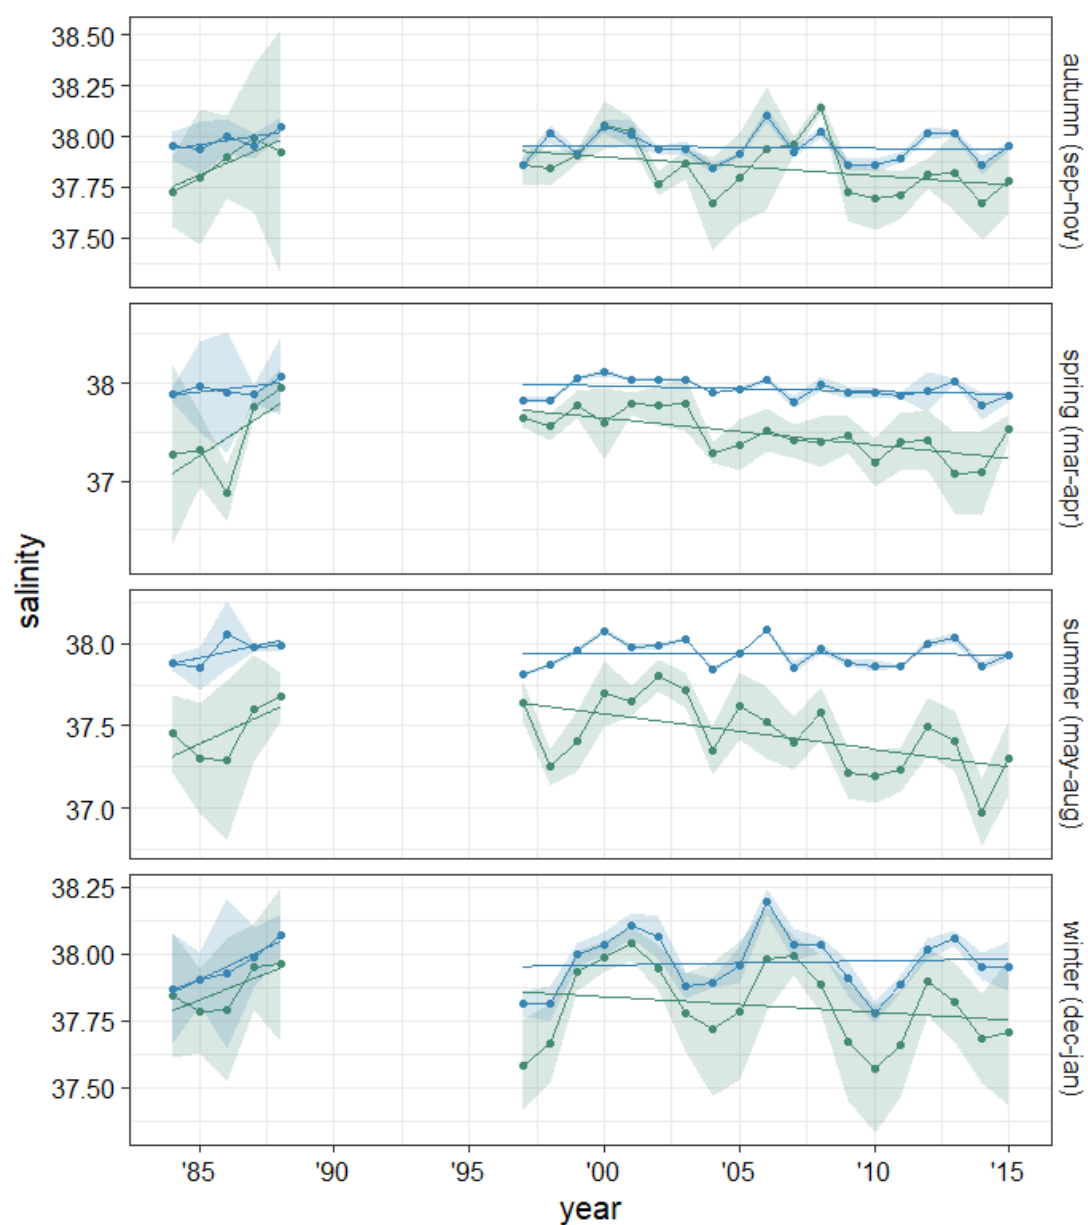 38.50
38.25
38.00
37.75
37.50
autumn (sep-nov)
38
37
spring (mar-apr)
salinity
38.0
37.5
37.0
summer (may-aug)
38.25
38.00
37.75
37.50
winter (dec-jan)
'85 '90 '95 '00 '05 '10 '15
year